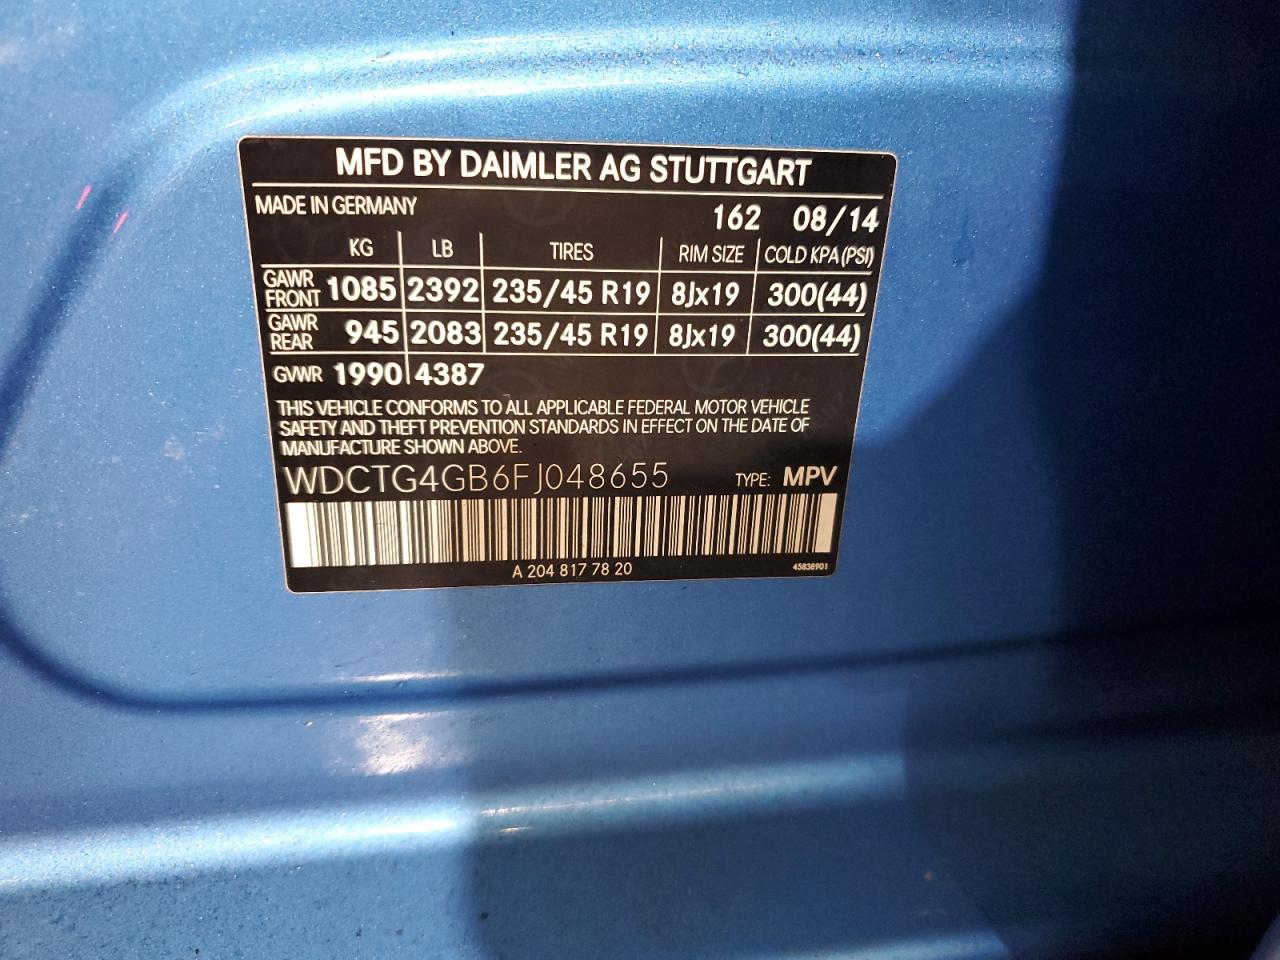 MFD BY DAIMLER AG STUTTGART
MADE IN GERMANY 162 08/14
KG LB TIRES RIM SIZE COLD KPA (PSI)
GAWR FRONT 1085 2392 235/45 R19 8Jx19 300(44)
GAWR REAR 945 2083 235/45 R19 8Jx19 300(44)
GVWR 1990 4387
THIS VEHICLE CONFORMS TO ALL APPLICABLE FEDERAL MOTOR VEHICLE
SAFETY AND THEFT PREVENTION STANDARDS IN EFFECT ON THE DATE OF
MANUFACTURE SHOWN ABOVE.
WDCTG4GB6FJ048655 TYPE: MPV
A 204 817 78 20 45836901